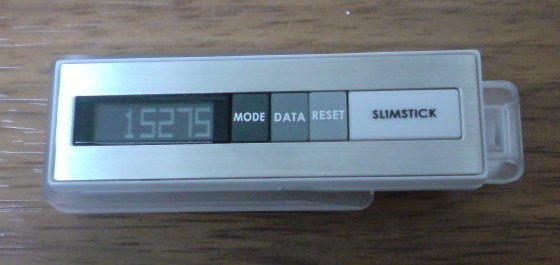 15275 MODE DATA RESET SLIMSTICK